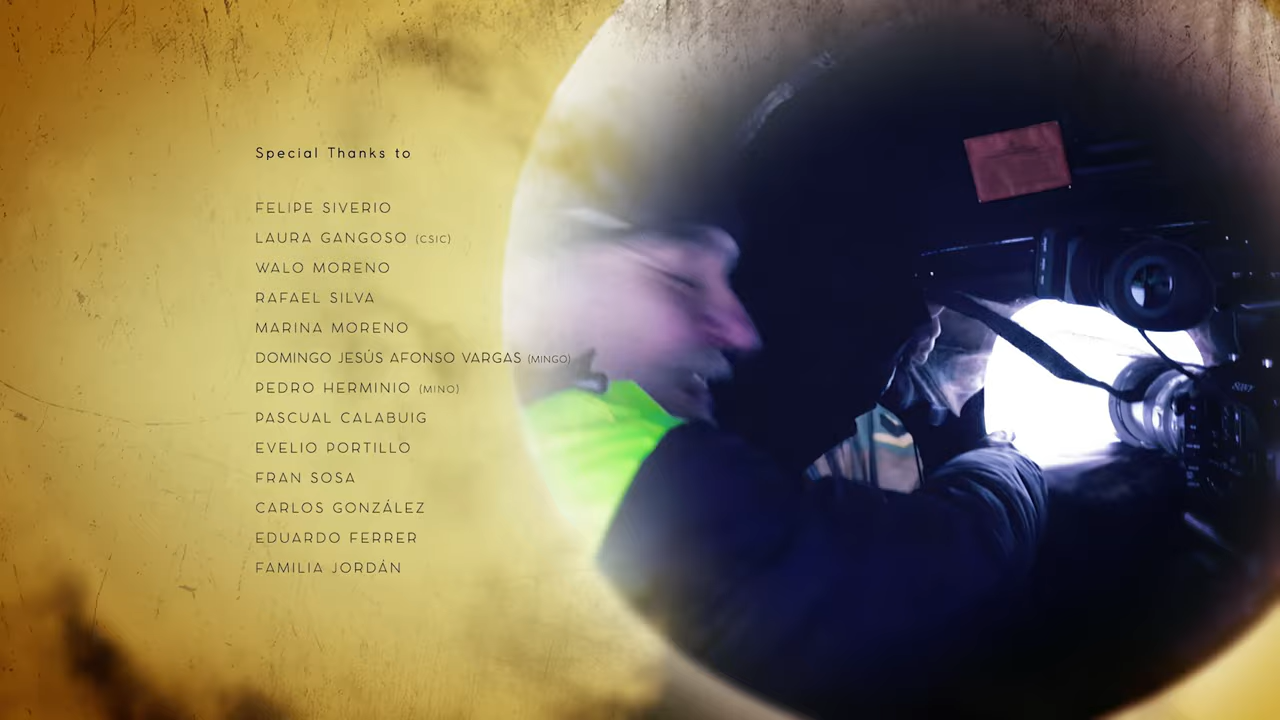 Special Thanks to
FELIPE SIVERIO
LAURA GANGOSO (CSIC)
WALO MORENO
RAFAEL SILVA
MARINA MORENO
DOMINGO JESÚS AFONSO VARGAS (MINGO)
PEDRO HERMINIO (MINO)
PASCUAL CALABUIG
EVELIO PORTILLO
FRAN SOSA
CARLOS GONZÁLEZ
EDUARDO FERRER
FAMILIA JORDÁN
SONY